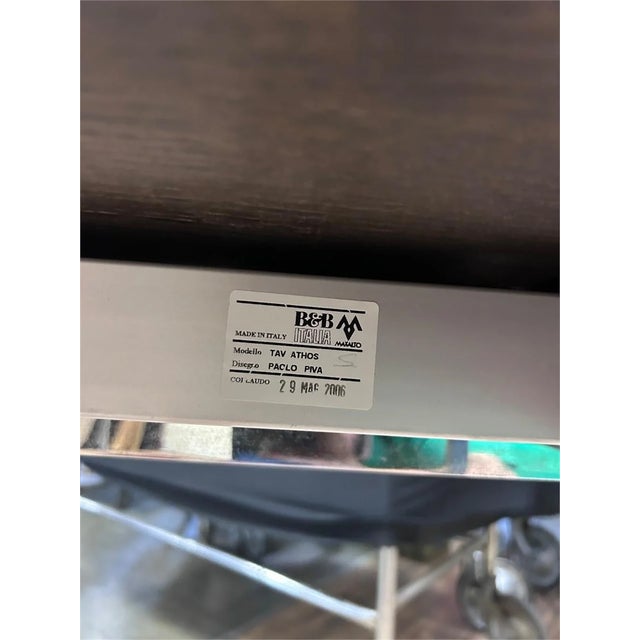 B&B
ITALIA
MAXALTO
MADE IN ITALY
Modello TAV ATHOS S
Disegno PAOLO PIVA
COLLAUDO 29 MAG 2006